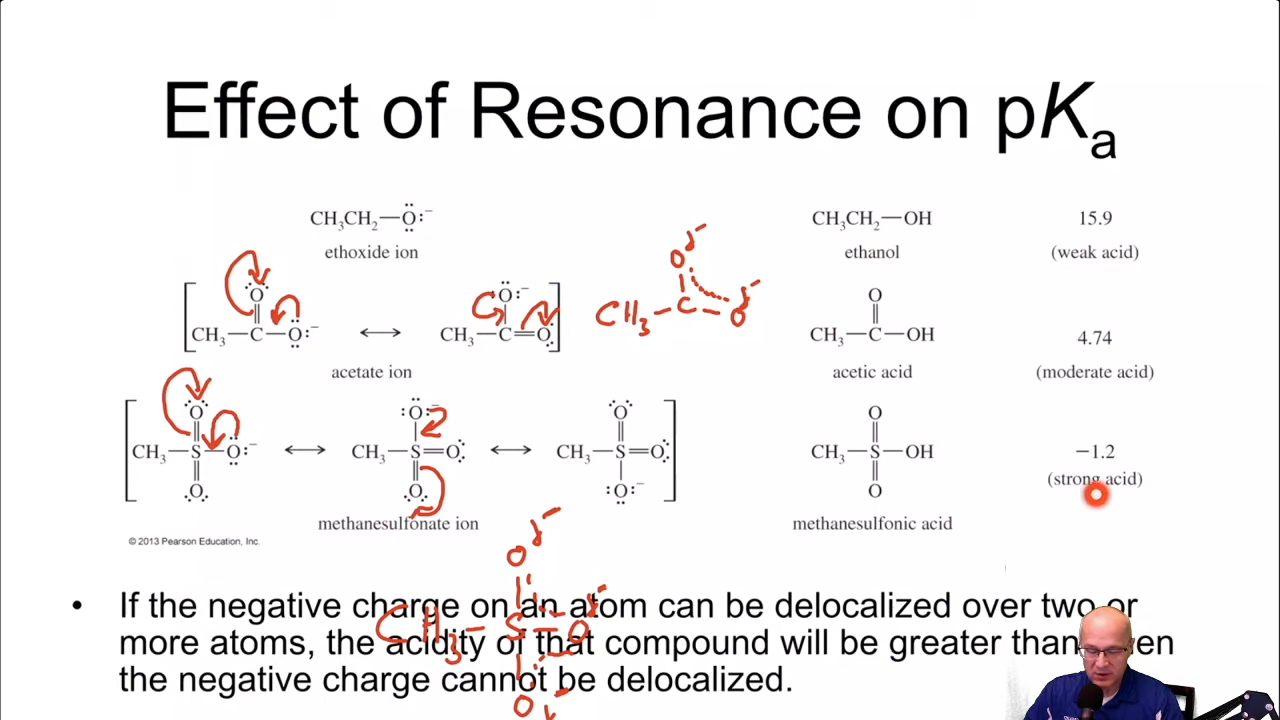 Effect of Resonance on pKa
CH3CH2—Ö:⁻ CH3CH2—OH 15.9
ethoxide ion ethanol (weak acid)
O δ⁻
O O:⁻ O
CH3—C—O:⁻ ⟷ CH3—C=O CH3—C—O δ⁻ CH3—C—OH 4.74
acetate ion acetic acid (moderate acid)
O :O:⁻ O O
CH3—S—O:⁻ ⟷ CH3—S=O ⟷ CH3—S=O CH3—S—OH −1.2
O O :O:⁻ O (strong acid)
methanesulfonate ion methanesulfonic acid
© 2013 Pearson Education, Inc.
O δ⁻
• If the negative charge on an atom can be delocalized over two or
CH3—S—O δ⁻
more atoms, the acidity of that compound will be greater than when
the negative charge cannot be delocalized.
O δ⁻